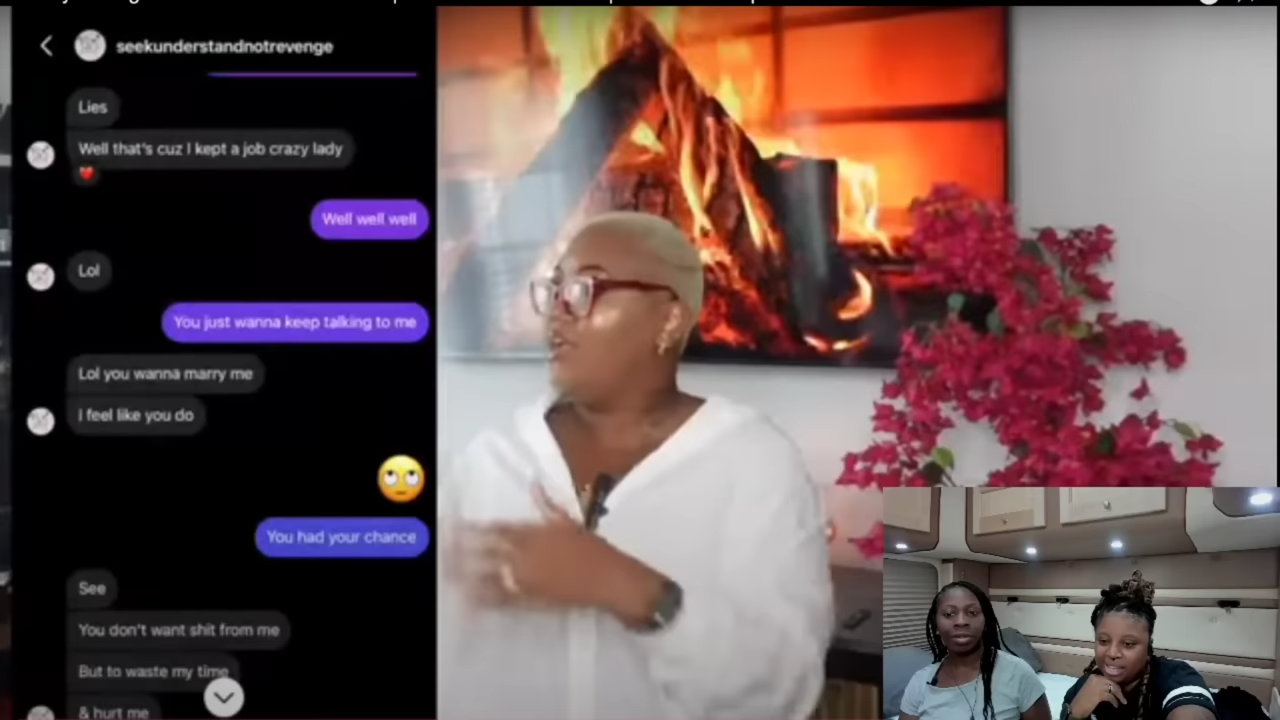 seekunderstandnotrevenge
Lies
Well that's cuz I kept a job crazy lady
Well well well
Lol
You just wanna keep talking to me
Lol you wanna marry me
I feel like you do
You had your chance
See
You don't want shit from me
But to waste my time
& hurt me